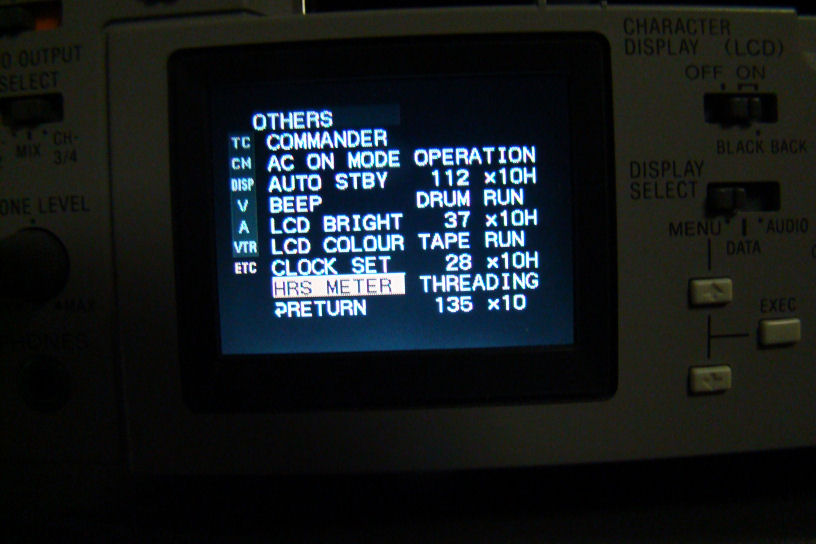 OUTPUT
SELECT
MIX
CH-
3/4
LEVEL
MAX
PHONES
OTHERS
TC COMMANDER
CM AC ON MODE OPERATION
DISP AUTO STBY 112 ×10H
V BEEP DRUM RUN
A LCD BRIGHT 37 ×10H
VTR LCD COLOUR TAPE RUN
ETC CLOCK SET 28 ×10H
HRS METER THREADING
RETURN 135 ×10
CHARACTER
DISPLAY (LCD)
OFF ON
BLACK BACK
DISPLAY
SELECT
MENU AUDIO
DATA
EXEC